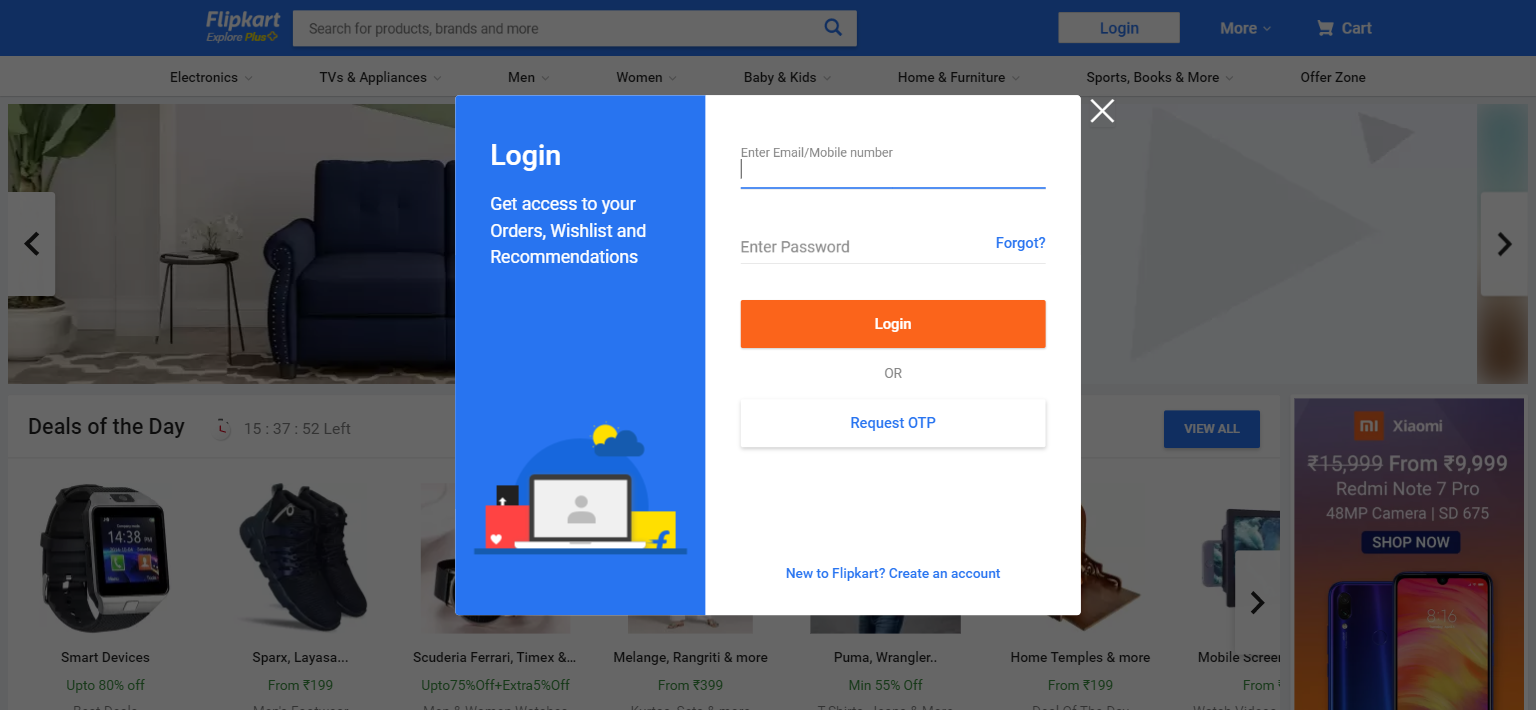 Flipkart
Explore Plus
Search for products, brands and more
Login
More
Cart
Electronics
TVs & Appliances
Men
Women
Baby & Kids
Home & Furniture
Sports, Books & More
Offer Zone
Login
Get access to your
Orders, Wishlist and
Recommendations
Enter Email/Mobile number
Enter Password
Forgot?
Login
OR
Request OTP
New to Flipkart? Create an account
Deals of the Day
15 : 37 : 52 Left
VIEW ALL
14:38 PM
Smart Devices
Upto 80% off
Best Deals
Sparx, Layasa...
From ₹199
Men's Footwear
Scuderia Ferrari, Timex &...
Upto75%Off+Extra5%Off
Men & Women Watches
Melange, Rangriti & more
From ₹399
Kurtas, Sets & more
Puma, Wrangler..
Min 55% Off
T-Shirts, Jeans & More
Home Temples & more
From ₹199
Deal Of The Day
Mobile screen
From ₹
Watch Videos
mi Xiaomi
₹15,999 From ₹9,999
Redmi Note 7 Pro
48MP Camera | SD 675
SHOP NOW
8:16